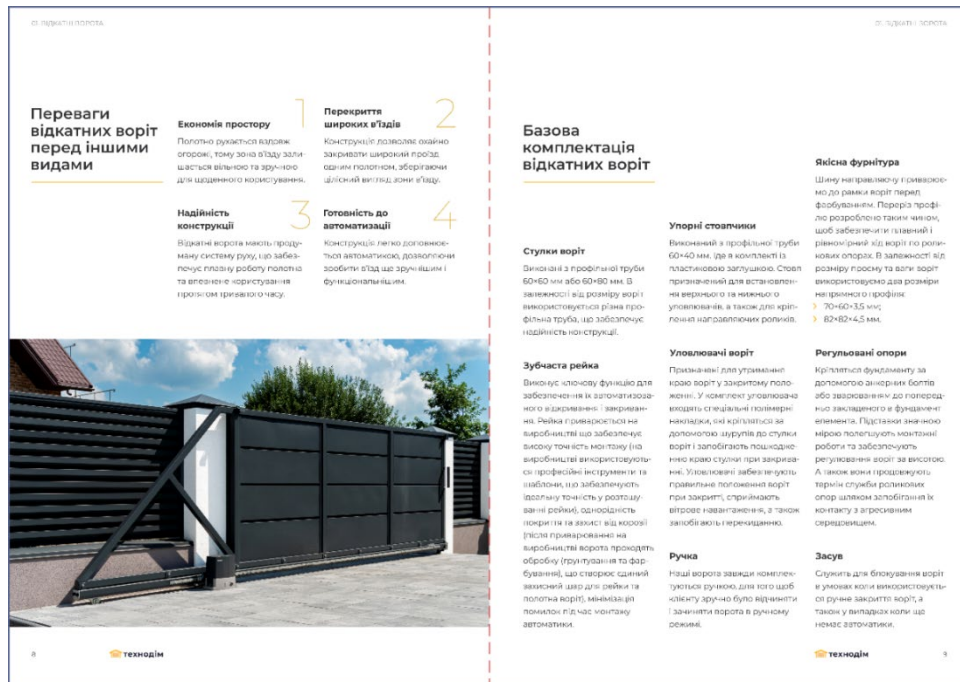 01. ВІДКАТНІ ВОРОТА
Переваги
відкатних воріт
перед іншими
видами
1
Економія простору
Полотно рухається вздовж
огорожі, тому зона в'їзду зали-
шається вільною та зручною
для щоденного користування.
2
Перекриття
широких в'їздів
Конструкція дозволяє охайно
закривати широкий проїзд
одним полотном, зберігаючи
цілісний вигляд зони в'їзду.
3
Надійність
конструкції
Відкатні ворота мають проду-
ману систему руху, що забез-
печує плавну роботу полотна
та впевнене користування
протягом тривалого часу.
4
Готовність до
автоматизації
Конструкція легко доповнює-
ться автоматикою, дозволяючи
зробити в'їзд ще зручнішим і
функціональнішим.
8
технодім
01. ВІДКАТНІ ВОРОТА
Базова
комплектація
відкатних воріт
Стулки воріт
Виконані з профільної труби
60×60 мм або 60×80 мм. В
залежності від розміру воріт
використовується різна про-
фільна труба, що забезпечує
надійність конструкції.
Зубчаста рейка
Виконує ключову функцію для
забезпечення їх автоматизова-
ного відкривання і закриван-
ня. Рейка приварюється на
виробництві що забезпечує
високу точність монтажу (на
виробництві використовують-
ся професійні інструменти та
шаблони, що забезпечують
ідеальну точність у розташу-
ванні рейки), однорідність
покриття та захист від корозії
(після приварювання на
виробництві ворота проходять
обробку (ґрунтування та фар-
бування), що створює єдиний
захисний шар для рейки та
полотна воріт), мінімізація
помилок під час монтажу
автоматики.
Упорні стовпчики
Виконаний з профільної труби
60×40 мм, іде в комплекті із
пластиковою заглушкою. Стовп
призначений для встановлен-
ня верхнього та нижнього
уловлювачів, а також для кріп-
лення направляючих роликів.
Уловлювачі воріт
Призначені для утримання
краю воріт у закритому поло-
женні. У комплект уловлювача
входять спеціальні полімерні
накладки, які кріпляться за
допомогою шурупів до стулки
воріт і запобігають пошкодже-
нню краю стулки при закрива-
нні. Уловлювачі забезпечують
правильне положення воріт
при закритті, сприймають
вітрове навантаження, а також
запобігають перекиданню.
Ручка
Наші ворота завжди комплек-
туються ручкою, для того щоб
клієнту зручно було відчиняти
і зачиняти ворота в ручному
режимі.
Якісна фурнітура
Шину направляючу приварює-
мо до рамки воріт перед
фарбуванням. Переріз профі-
лю розроблено таким чином,
щоб забезпечити плавний і
рівномірний хід воріт по роли-
кових опорах. В залежності від
розміру проєму та ваги воріт
використовуємо два розміри
напрямного профіля:
70×60×3,5 мм;
82×82×4,5 мм.
Регульовані опори
Кріпляться фундаменту за
допомогою анкерних болтів
або зварюванням до поперед-
ньо закладеного в фундамент
елемента. Підставки значною
мірою полегшують монтажні
роботи та забезпечують
регулювання воріт за висотою.
А також вони продовжують
термін служби роликових
опор шляхом запобігання їх
контакту з агресивним
середовищем.
Засув
Служить для блокування воріт
в умовах коли використовуєть-
ся ручне закриття воріт, а
також у випадках коли ще
немає автоматики.
технодім
9